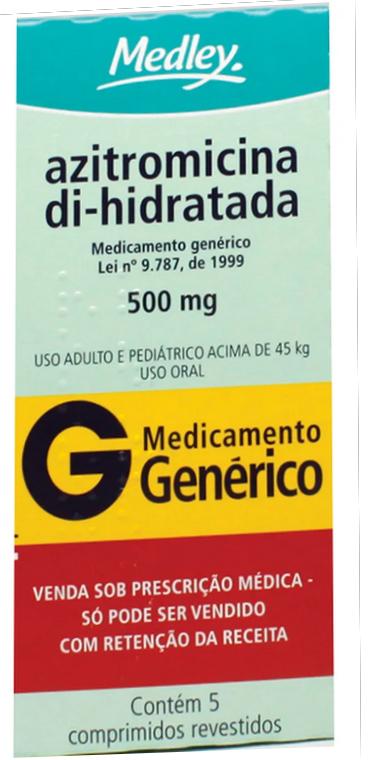 Medley.
azitromicina
di-hidratada
Medicamento genérico
Lei nº 9.787, de 1999
500 mg
USO ADULTO E PEDIÁTRICO ACIMA DE 45 kg
USO ORAL
G Medicamento
Genérico
VENDA SOB PRESCRIÇÃO MÉDICA -
SÓ PODE SER VENDIDO
COM RETENÇÃO DA RECEITA
Contém 5
comprimidos revestidos